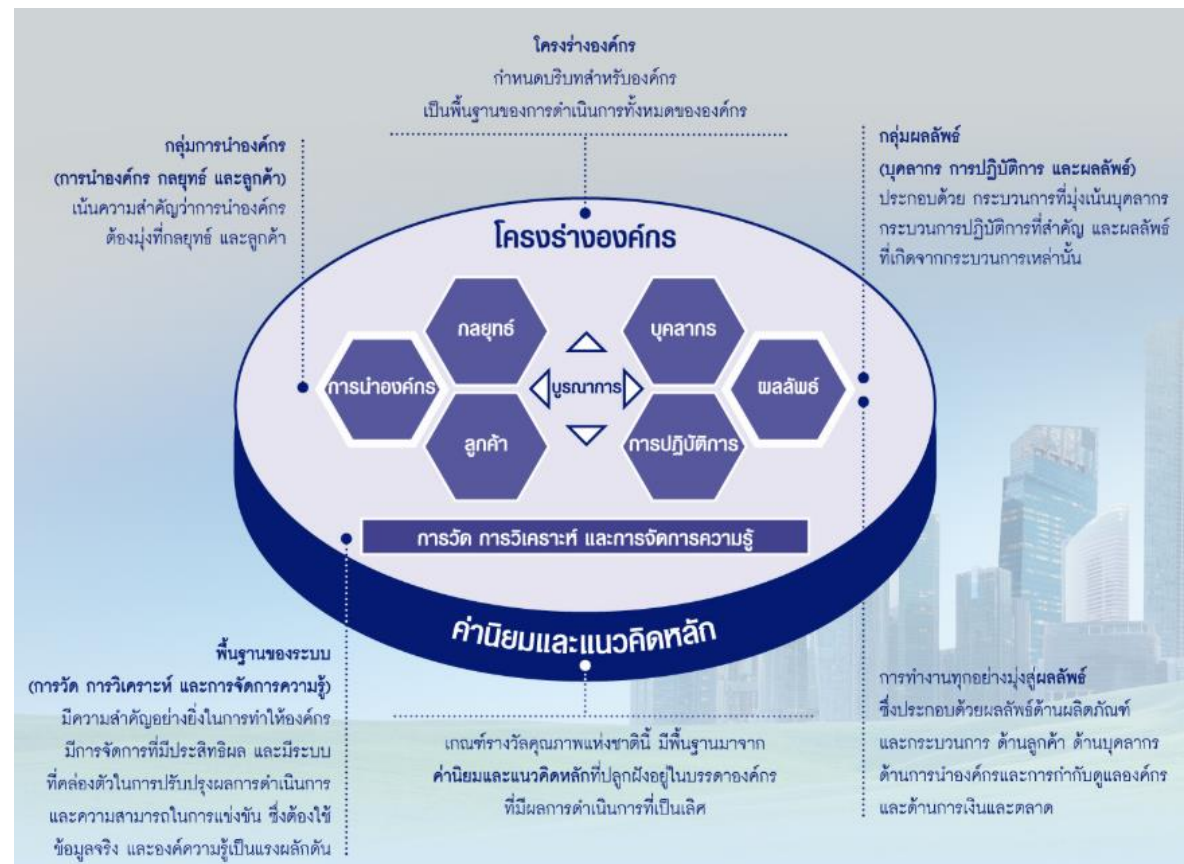 โครงร่างองค์กร
กำหนดบริบทสำหรับองค์กร
เป็นพื้นฐานของการดำเนินการทั้งหมดขององค์กร
กลุ่มการนำองค์กร
(การนำองค์กร กลยุทธ์ และลูกค้า)
เน้นความสำคัญว่าการนำองค์กร
ต้องมุ่งที่กลยุทธ์ และลูกค้า
กลุ่มผลลัพธ์
(บุคลากร การปฏิบัติการ และผลลัพธ์)
ประกอบด้วย กระบวนการที่มุ่งเน้นบุคลากร
กระบวนการปฏิบัติการที่สำคัญ และผลลัพธ์
ที่เกิดจากกระบวนการเหล่านั้น
โครงร่างองค์กร
กลยุทธ์
บุคลากร
การนำองค์กร
บูรณาการ
ผลลัพธ์
ลูกค้า
การปฏิบัติการ
การวัด การวิเคราะห์ และการจัดการความรู้
ค่านิยมและแนวคิดหลัก
พื้นฐานของระบบ
(การวัด การวิเคราะห์ และการจัดการความรู้)
มีความสำคัญอย่างยิ่งในการทำให้องค์กร
มีการจัดการที่มีประสิทธิผล และมีระบบ
ที่คล่องตัวในการปรับปรุงผลการดำเนินการ
และความสามารถในการแข่งขัน ซึ่งต้องใช้
ข้อมูลจริง และองค์ความรู้เป็นแรงผลักดัน
เกณฑ์รางวัลคุณภาพแห่งชาตินี้ มีพื้นฐานมาจาก
ค่านิยมและแนวคิดหลักที่ปลูกฝังอยู่ในบรรดาองค์กร
ที่มีผลการดำเนินการที่เป็นเลิศ
การทำงานทุกอย่างมุ่งสู่ผลลัพธ์
ซึ่งประกอบด้วยผลลัพธ์ด้านผลิตภัณฑ์
และกระบวนการ ด้านลูกค้า ด้านบุคลากร
ด้านการนำองค์กรและการกำกับดูแลองค์กร
และด้านการเงินและตลาด